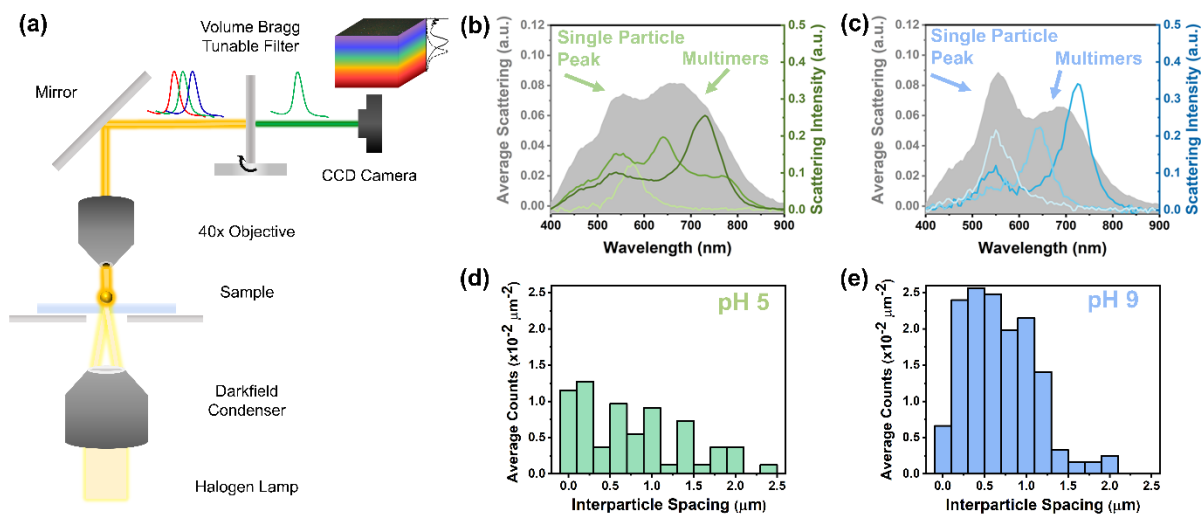 (a)
Volume Bragg
Tunable Filter
Mirror
CCD Camera
40x Objective
Sample
Darkfield
Condenser
Halogen Lamp
(b)
Single Particle
Peak
Multimers
Average Scattering (a.u.)
0.12
0.10
0.08
0.06
0.04
0.02
0.00
Scattering Intensity (a.u.)
0.5
0.4
0.3
0.2
0.1
0.0
400 500 600 700 800 900
Wavelength (nm)
(c)
Single Particle
Peak
Multimers
Average Scattering (a.u.)
0.12
0.10
0.08
0.06
0.04
0.02
0.00
Scattering Intensity (a.u.)
0.5
0.4
0.3
0.2
0.1
0.0
400 500 600 700 800 900
Wavelength (nm)
(d)
pH 5
Average Counts (x10⁻² μm⁻²)
2.5
2.0
1.5
1.0
0.5
0.0
0.0 0.5 1.0 1.5 2.0 2.5
Interparticle Spacing (μm)
(e)
pH 9
Average Counts (x10⁻² μm⁻²)
2.5
2.0
1.5
1.0
0.5
0.0
0.0 0.5 1.0 1.5 2.0 2.5
Interparticle Spacing (μm)